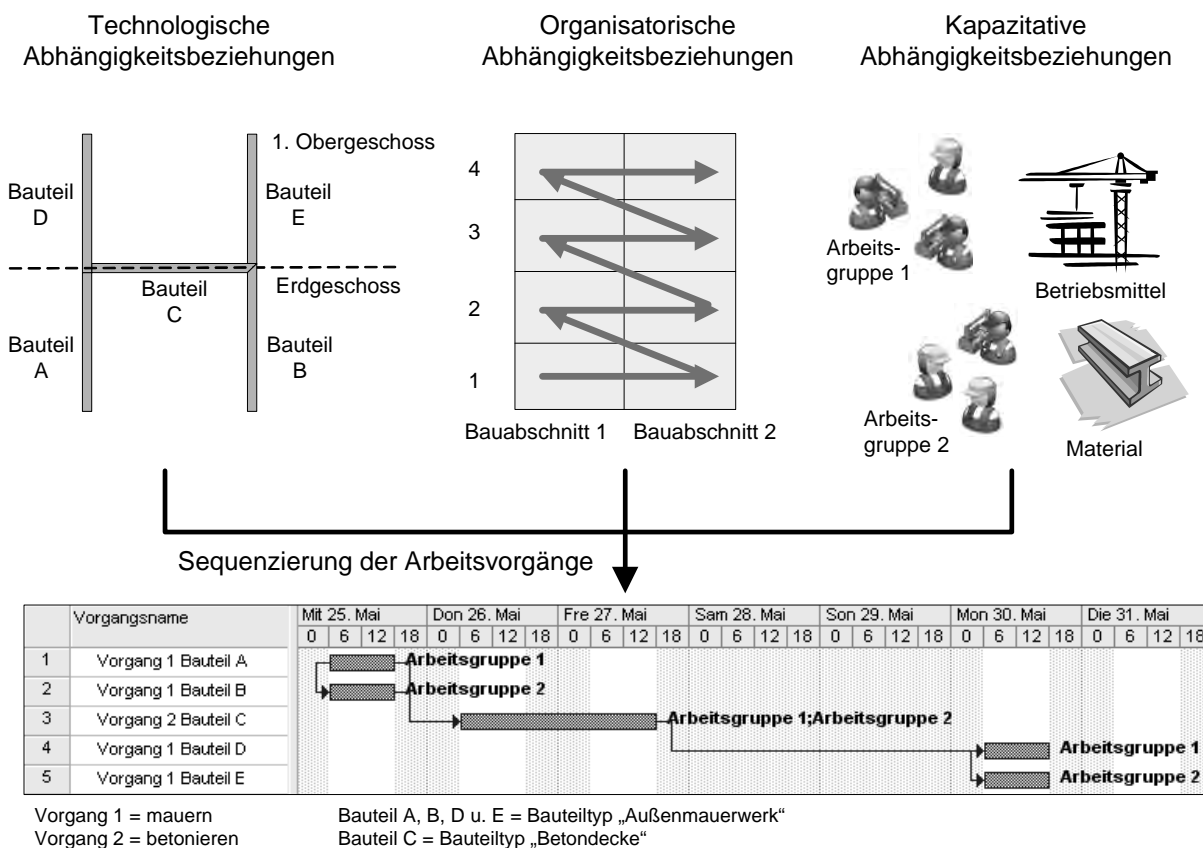 Technologische
Abhängigkeitsbeziehungen
Organisatorische
Abhängigkeitsbeziehungen
Kapazitative
Abhängigkeitsbeziehungen
1. Obergeschoss
Bauteil
D
Bauteil
E
Bauteil
C
Erdgeschoss
Bauteil
A
Bauteil
B
4
3
2
1
Bauabschnitt 1
Bauabschnitt 2
Arbeits-
gruppe 1
Betriebsmittel
Arbeits-
gruppe 2
Material
Sequenzierung der Arbeitsvorgänge
Vorgangsname
Mit 25. Mai Don 26. Mai Fre 27. Mai Sam 28. Mai Son 29. Mai Mon 30. Mai Die 31. Mai
0 6 12 18 0 6 12 18 0 6 12 18 0 6 12 18 0 6 12 18 0 6 12 18 0 6 12 18
1 Vorgang 1 Bauteil A Arbeitsgruppe 1
2 Vorgang 1 Bauteil B Arbeitsgruppe 2
3 Vorgang 2 Bauteil C Arbeitsgruppe 1;Arbeitsgruppe 2
4 Vorgang 1 Bauteil D Arbeitsgruppe 1
5 Vorgang 1 Bauteil E Arbeitsgruppe 2
Vorgang 1 = mauern
Vorgang 2 = betonieren
Bauteil A, B, D u. E = Bauteiltyp „Außenmauerwerk“
Bauteil C = Bauteiltyp „Betondecke“